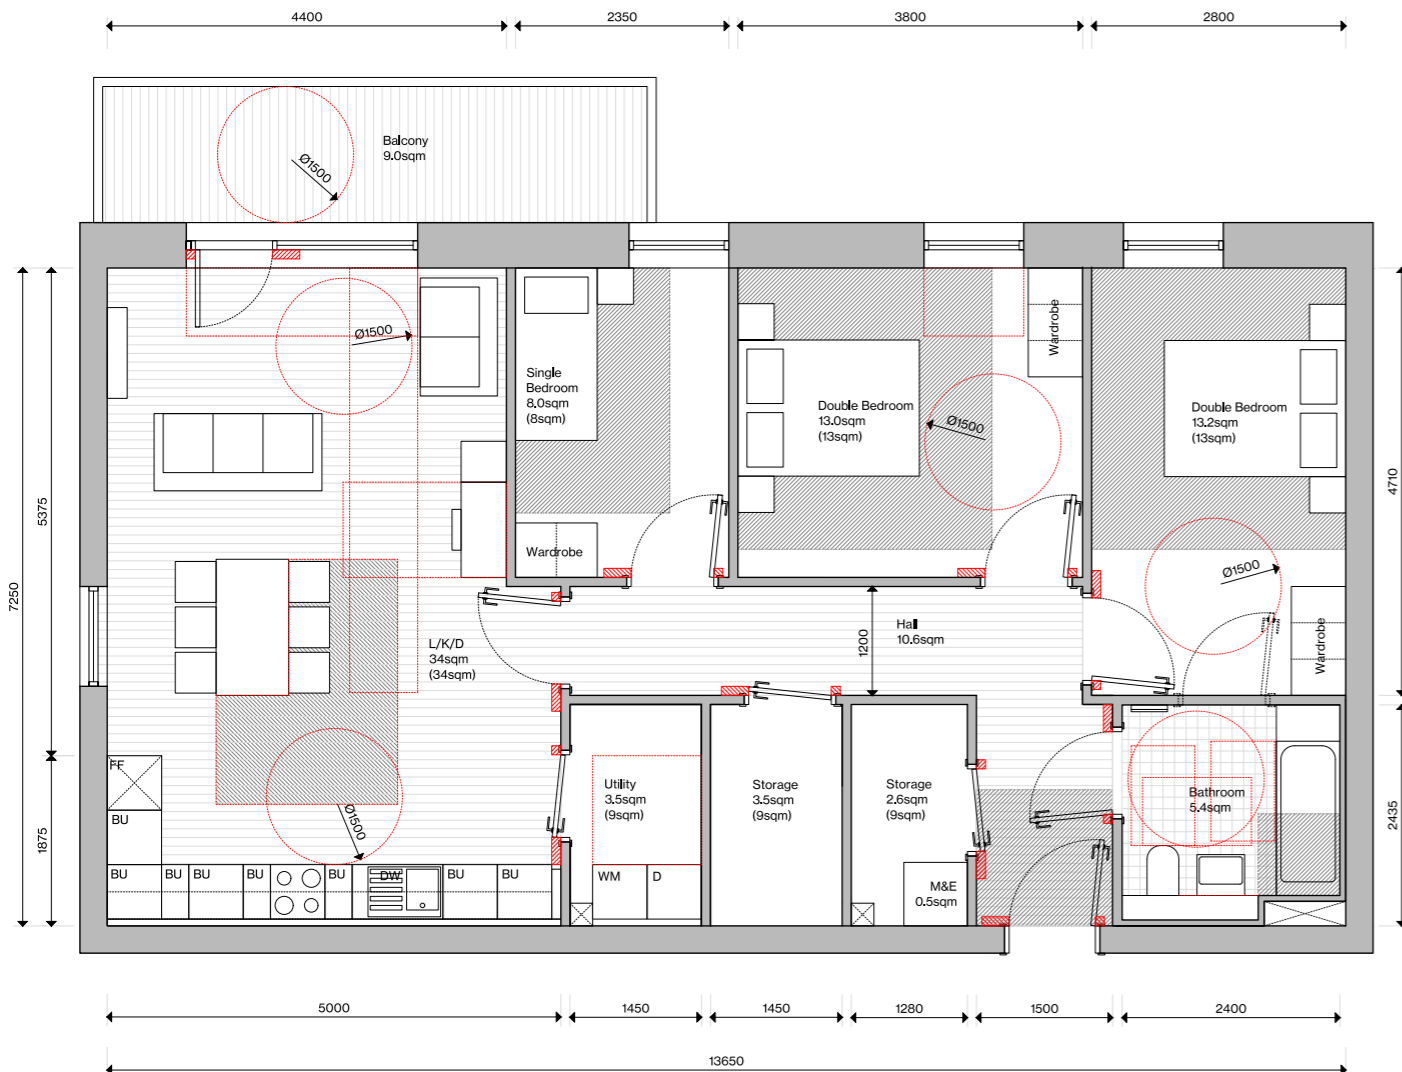 4400
2350
3800
2800
Balcony
9.0sqm
Ø1500
Ø1500
Single
Bedroom
8.0sqm
(8sqm)
Wardrobe
Double Bedroom
13.0sqm
(13sqm)
Ø1500
Wardrobe
Double Bedroom
13.2sqm
(13sqm)
Ø1500
Wardrobe
7250
5375
1875
4710
2435
L/K/D
34sqm
(34sqm)
1200
Hall
10.6sqm
FF
BU
BU
BU
BU
BU
BU
DW
BU
BU
Ø1500
Utility
3.5sqm
(9sqm)
WM
D
Storage
3.5sqm
(9sqm)
Storage
2.6sqm
(9sqm)
M&E
0.5sqm
Bathroom
5.4sqm
5000
1450
1450
1280
1500
2400
13650